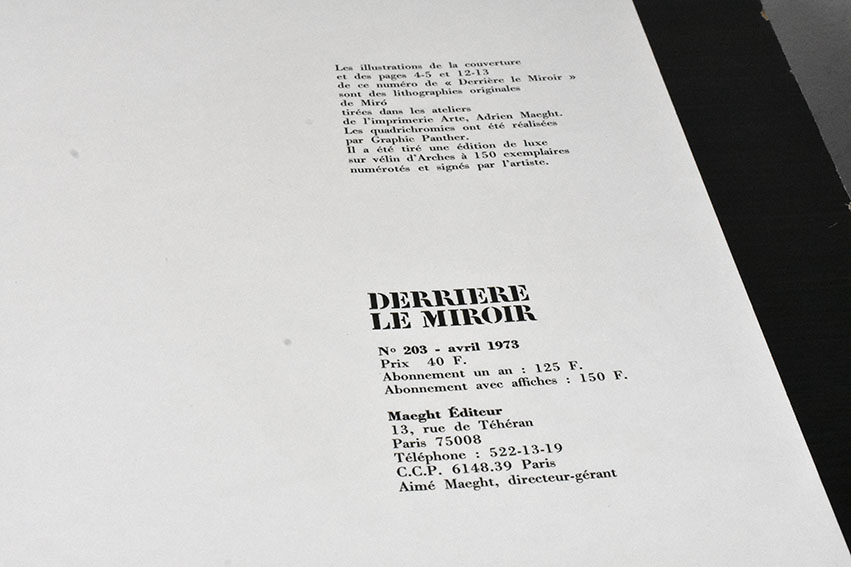 Les illustrations de la couverture
et des pages 4-5 et 12-13
de ce numéro de « Derrière le Miroir »
sont des lithographies originales
de Miró
tirées dans les ateliers
de l'imprimerie Arte, Adrien Maeght.
Les quadrichromies ont été réalisées
par Graphic Panther.
Il a été tiré une édition de luxe
sur vélin d'Arches à 150 exemplaires
numérotés et signés par l'artiste.
DERRIERE
LE MIROIR
No 203 - avril 1973
Prix 40 F.
Abonnement un an : 125 F.
Abonnement avec affiches : 150 F.
Maeght Éditeur
13, rue de Téhéran
Paris 75008
Téléphone : 522-13-19
C.C.P. 6148.39 Paris
Aimé Maeght, directeur-gérant